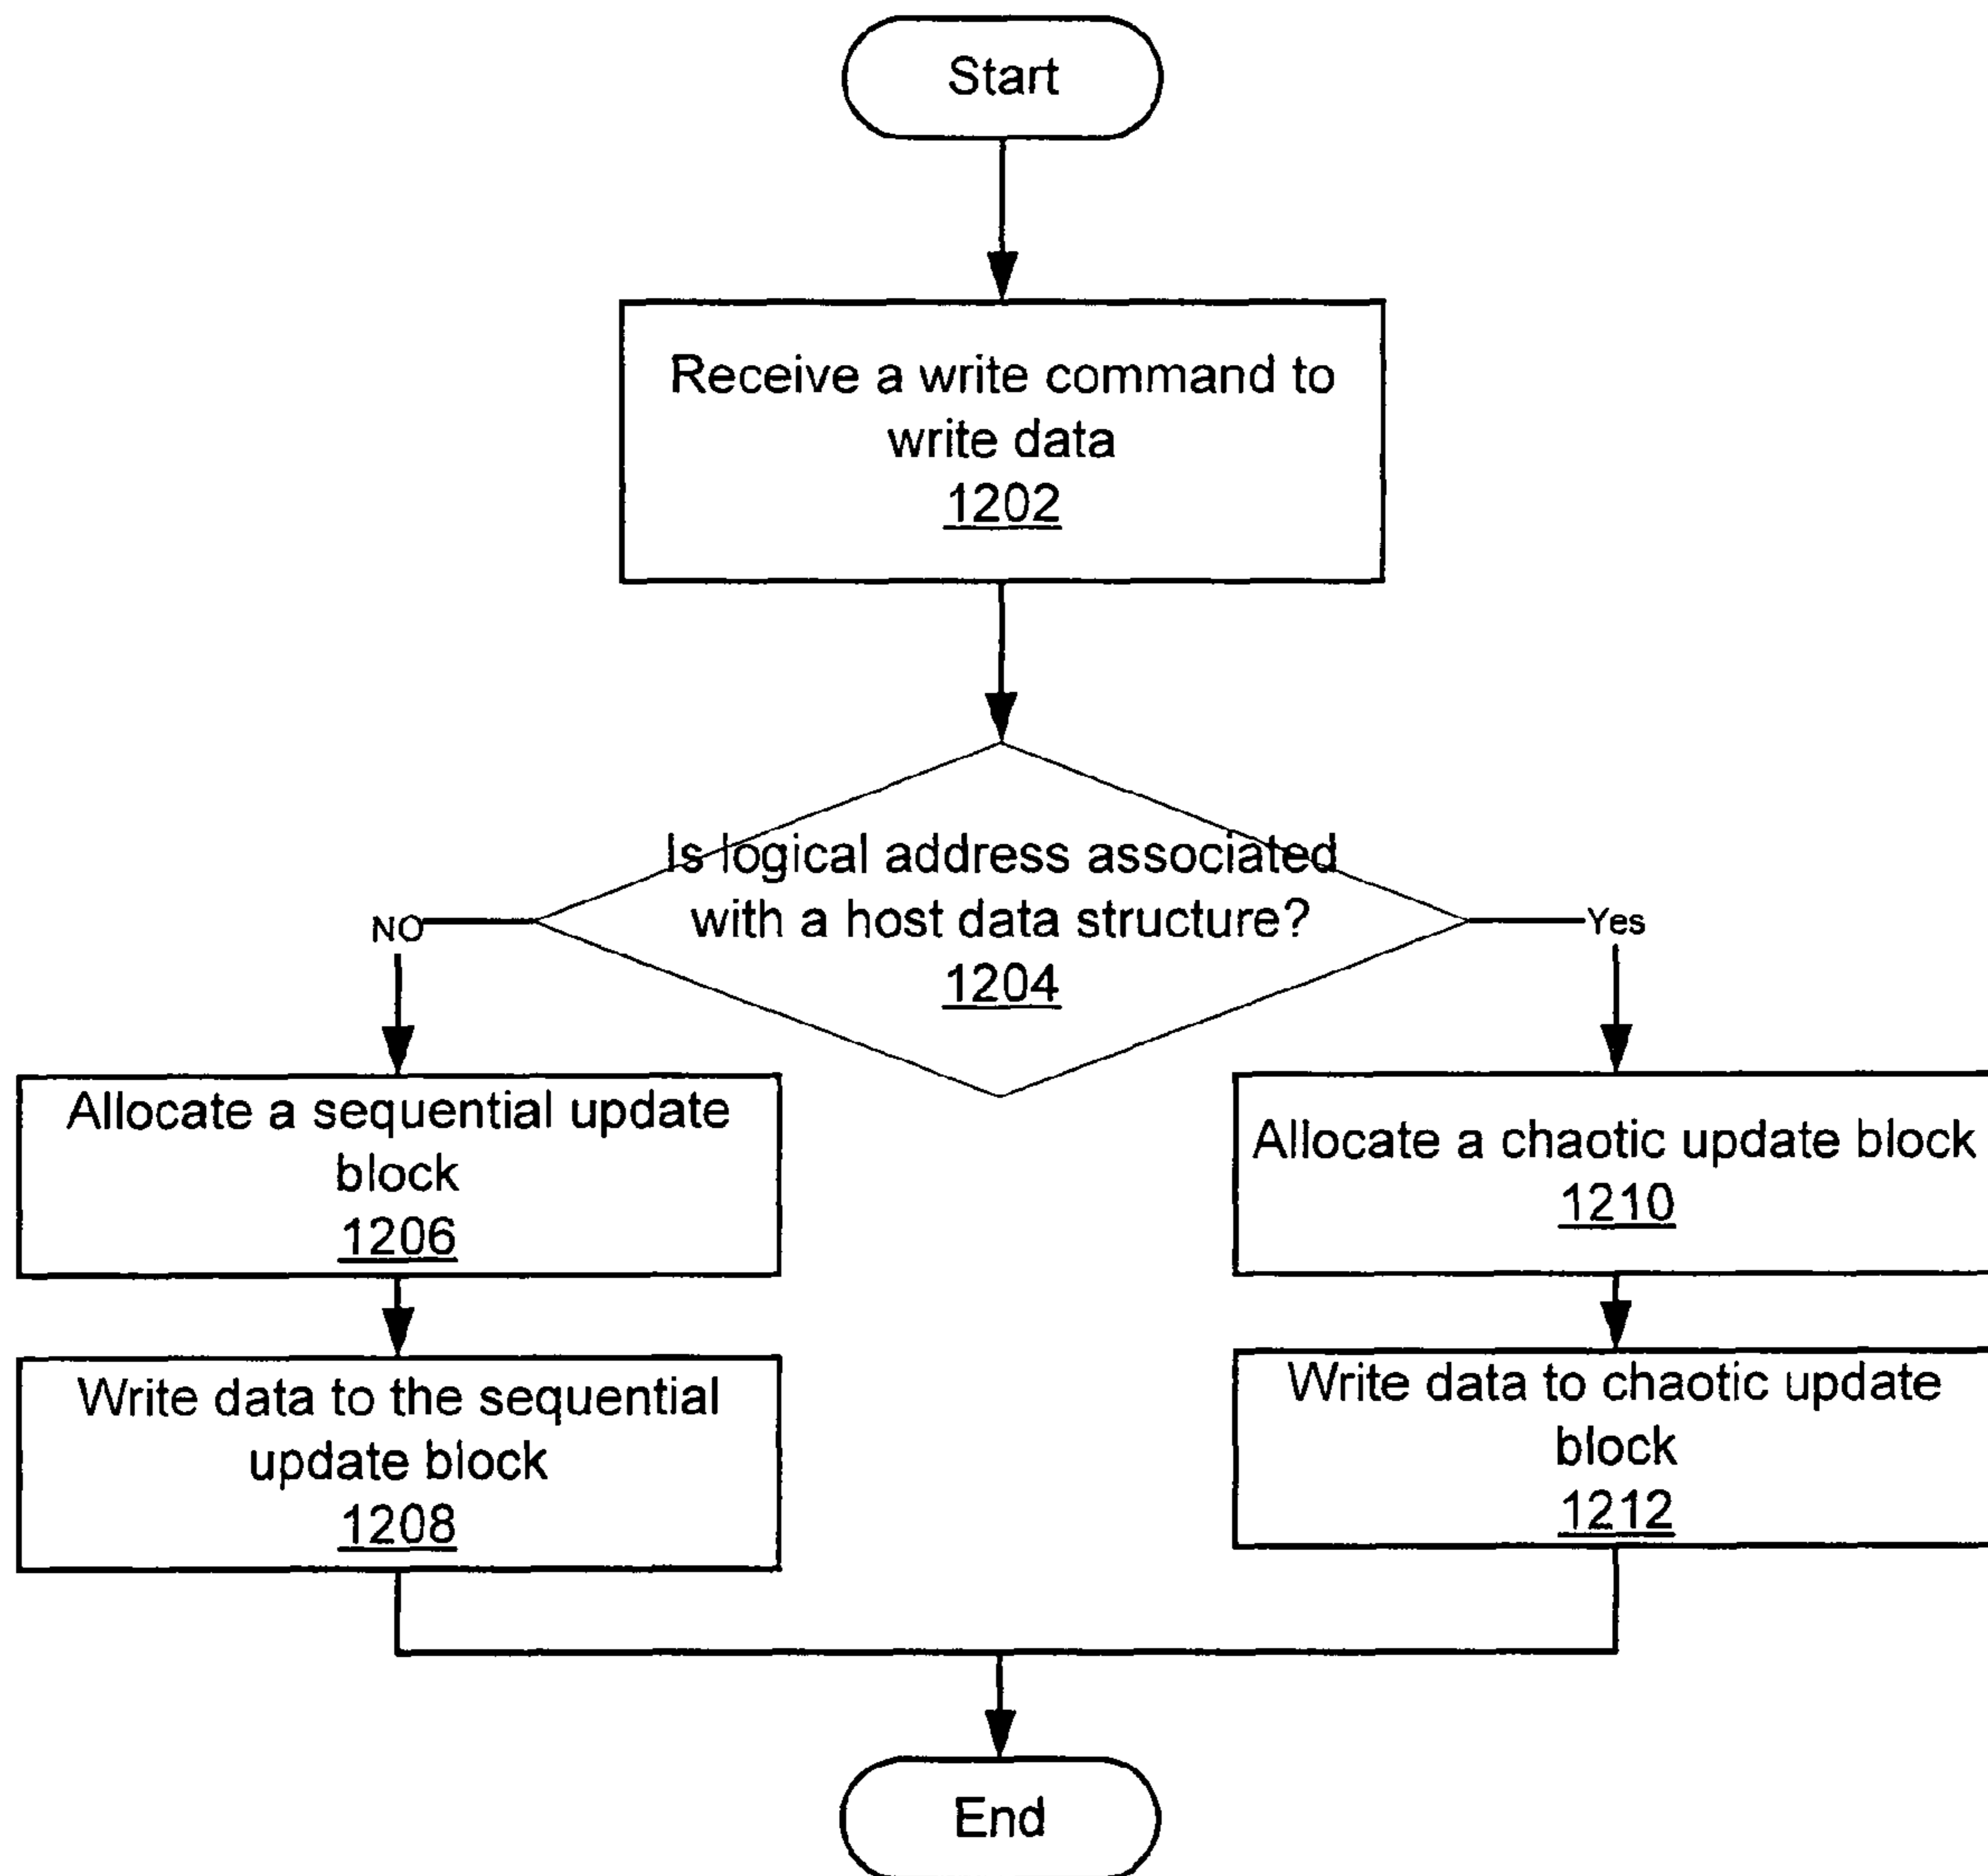 Start
Receive a write command to
write data
1202
Is logical address associated
with a host data structure?
1204
NO
Yes
Allocate a sequential update
block
1206
Allocate a chaotic update block
1210
Write data to the sequential
update block
1208
Write data to chaotic update
block
1212
End